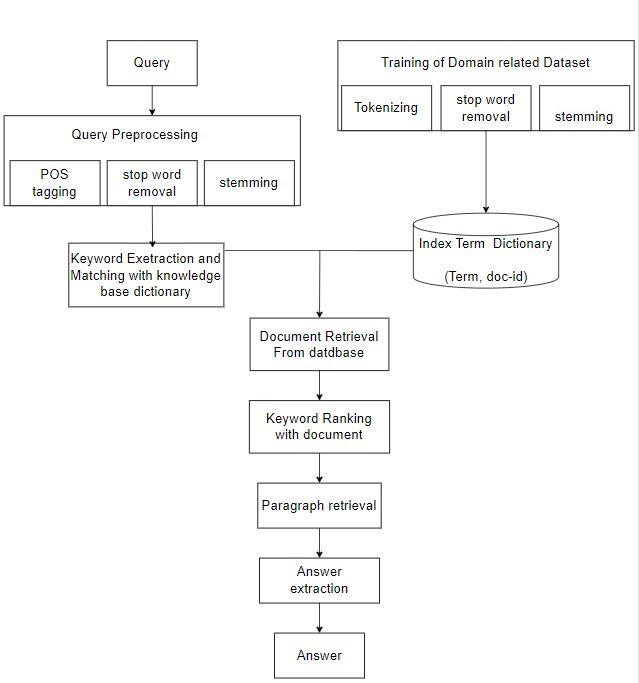 Query
Training of Domain related Dataset
Tokenizing
stop word
removal
stemming
Query Preprocessing
POS
tagging
stop word
removal
stemming
Index Term Dictionary
(Term, doc-id)
Keyword Exetraction and
Matching with knowledge
base dictionary
Document Retrieval
From datdbase
Keyword Ranking
with document
Paragraph retrieval
Answer
extraction
Answer